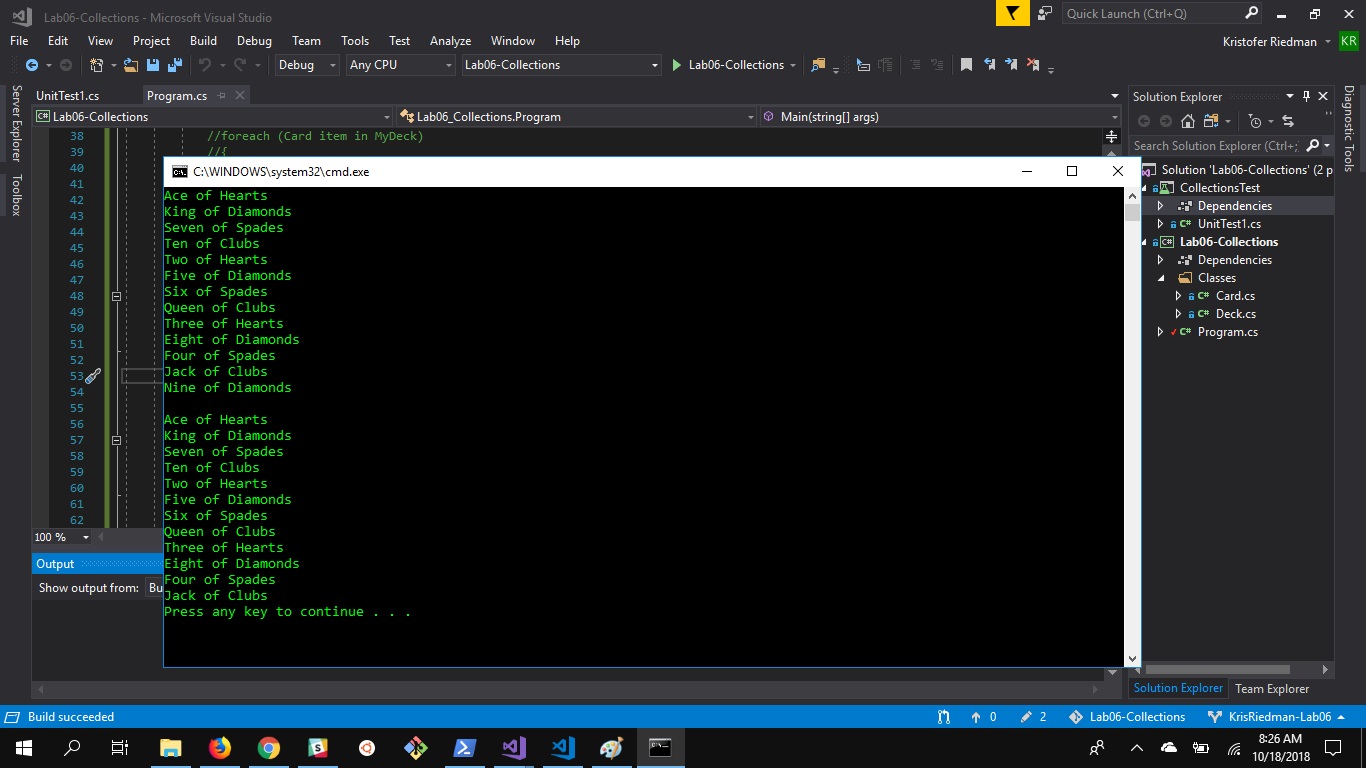 Lab06-Collections - Microsoft Visual Studio
Quick Launch (Ctrl+Q)
File Edit View Project Build Debug Team Tools Test Analyze Window Help
Kristofer Riedman KR
Debug Any CPU Lab06-Collections Lab06-Collections
Server Explorer
Toolbox
UnitTest1.cs Program.cs
Lab06-Collections Lab06_Collections.Program Main(string[] args)
38 //foreach (Card item in MyDeck)
39 //{
40
41
42
43
44
45
46
47
48
49
50
51
52
53
54
55
56
57
58
59
60
61
62
C:\WINDOWS\system32\cmd.exe
Ace of Hearts
King of Diamonds
Seven of Spades
Ten of Clubs
Two of Hearts
Five of Diamonds
Six of Spades
Queen of Clubs
Three of Hearts
Eight of Diamonds
Four of Spades
Jack of Clubs
Nine of Diamonds
Ace of Hearts
King of Diamonds
Seven of Spades
Ten of Clubs
Two of Hearts
Five of Diamonds
Six of Spades
Queen of Clubs
Three of Hearts
Eight of Diamonds
Four of Spades
Jack of Clubs
Press any key to continue . . .
100 %
Output
Show output from: Bu
Solution Explorer
Search Solution Explorer (Ctrl+;
Solution 'Lab06-Collections' (2 p
CollectionsTest
Dependencies
C# UnitTest1.cs
C# Lab06-Collections
Dependencies
Classes
C# Card.cs
C# Deck.cs
C# Program.cs
Solution Explorer Team Explorer
Diagnostic Tools
Build succeeded
0 2 Lab06-Collections KrisRiedman-Lab06
8:26 AM
10/18/2018